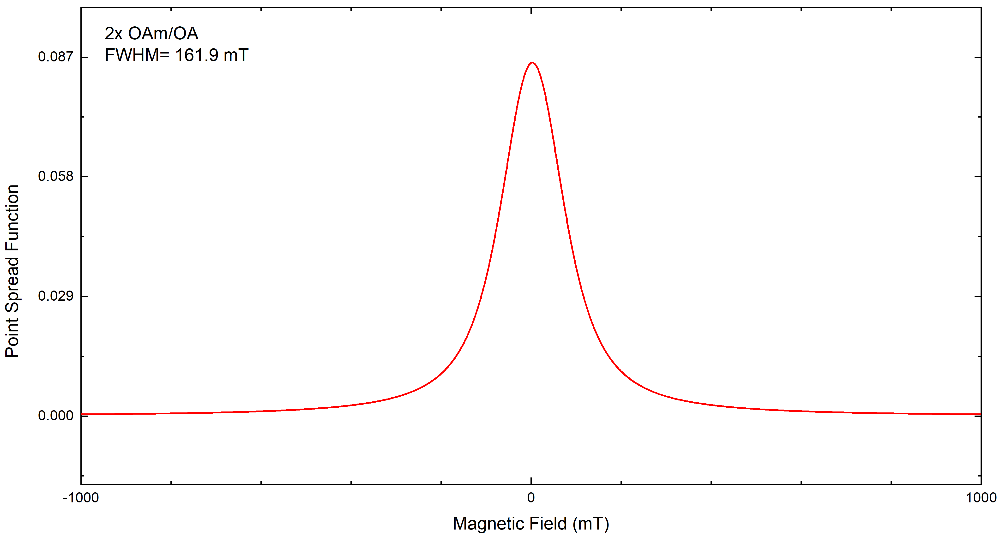 2x OAm/OA
FWHM= 161.9 mT
0.087
0.058
0.029
0.000
Point Spread Function
-1000
0
1000
Magnetic Field (mT)